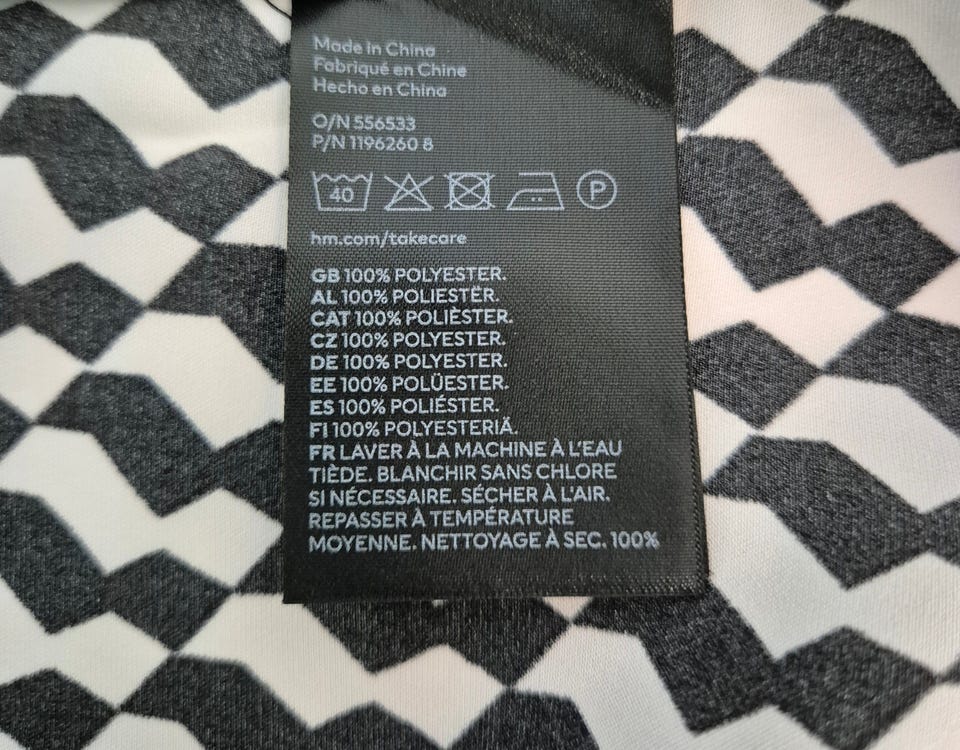 Made in China
Fabriqué en Chine
Hecho en China
O/N 556533
P/N 1196260 8
40 P
hm.com/takecare
GB 100% POLYESTER.
AL 100% POLIESTËR.
CAT 100% POLIÈSTER.
CZ 100% POLYESTER.
DE 100% POLYESTER.
EE 100% POLÜESTER.
ES 100% POLIÉSTER.
FI 100% POLYESTERIÄ.
FR LAVER À LA MACHINE À L'EAU
TIÈDE. BLANCHIR SANS CHLORE
SI NÉCESSAIRE. SÉCHER À L'AIR.
REPASSER À TEMPÉRATURE
MOYENNE. NETTOYAGE À SEC. 100%